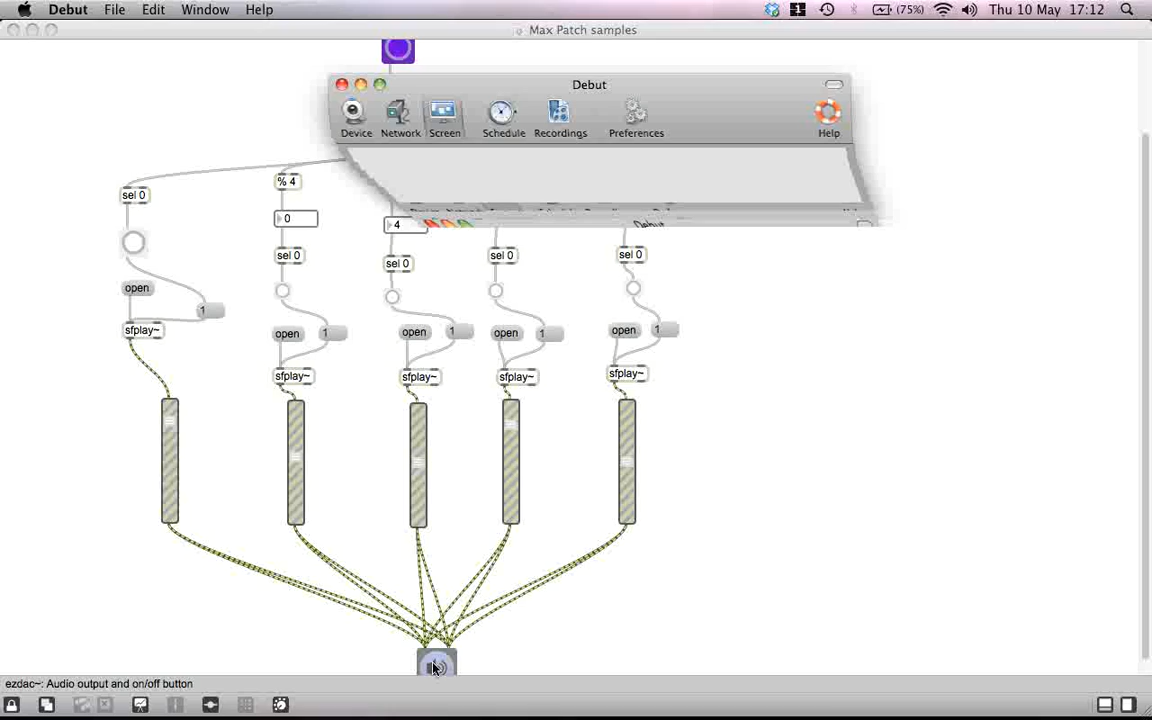 Debut File Edit Window Help (75%) Thu 10 May 17:12
Max Patch samples
Debut
Device Network Screen Schedule Recordings Preferences Help
% 4
sel 0
0
4
Debut
sel 0 sel 0 sel 0 sel 0
open
1
sfplay~
open 1 open 1 open 1 open 1
sfplay~ sfplay~ sfplay~ sfplay~
ezdac~: Audio output and on/off button